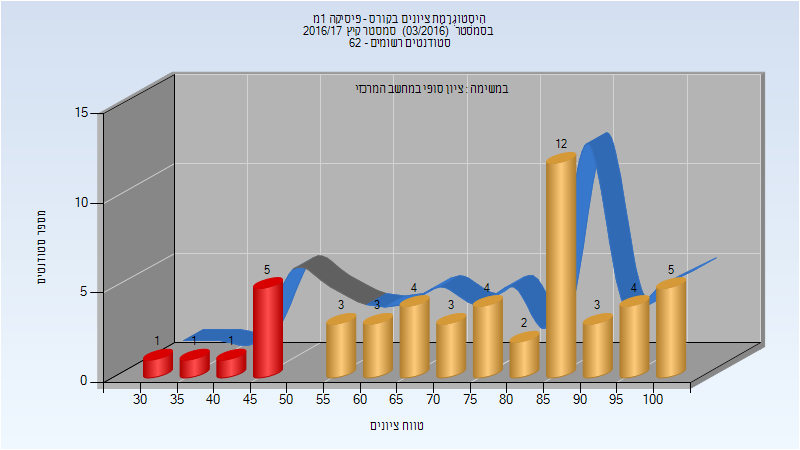 היסטוגרמת ציונים בקורס - פיסיקה 1מ
בסמסטר (03/2016) סמסטר קיץ 2016/17
סטודנטים רשומים - 62
במשימה : ציון סופי במחשב המרכזי
מספר סטודנטים
15
10
5
0
1
1
1
5
3
3
4
3
4
2
12
3
4
5
30 35 40 45 50 55 60 65 70 75 80 85 90 95 100
טווח ציונים